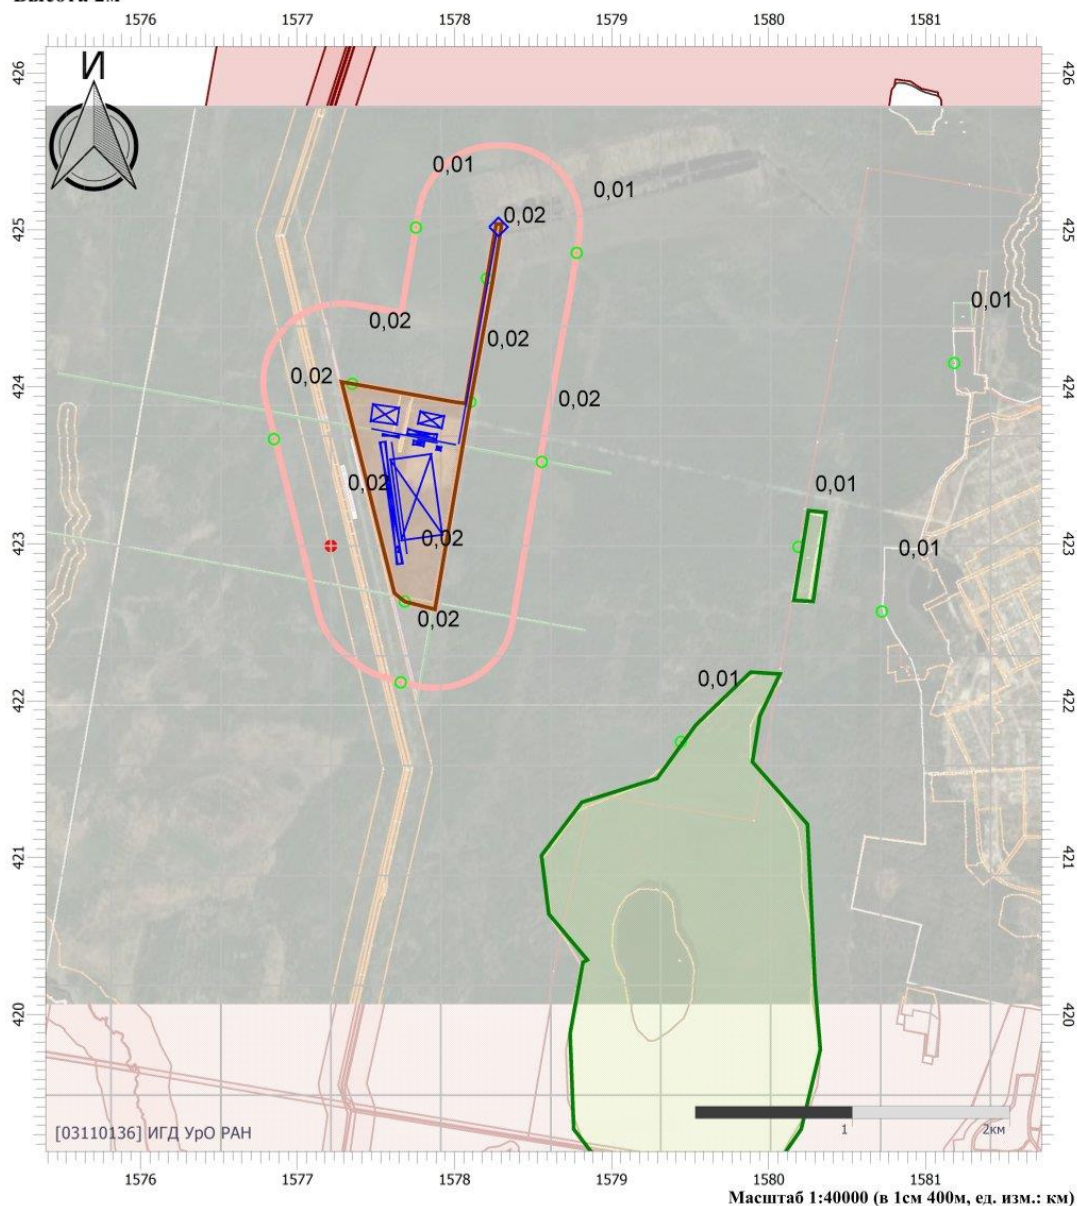 Высота 2м
1576 1577 1578 1579 1580 1581
426 426
И
0,01
0,01
425 0,02 425
0,01
0,02
0,02
0,02
424 0,02 424
0,01
0,02
0,02
423 0,01 423
0,02
0,01
422 422
421 421
420 420
[03110136] ИГД УрО РАН
1 2км
1576 1577 1578 1579 1580 1581
Масштаб 1:40000 (в 1см 400м, ед. изм.: км)